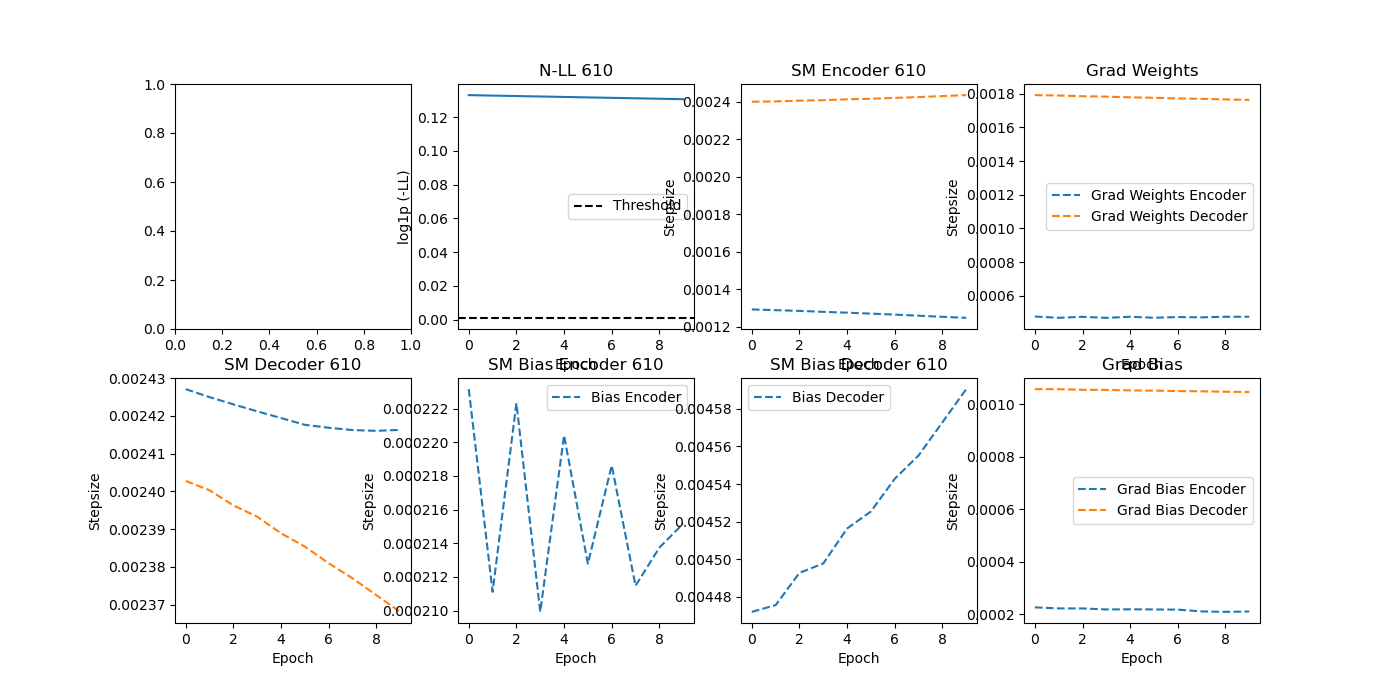 N-LL 610
SM Encoder 610
Grad Weights
1.0
0.8
0.6
0.4
0.2
0.0
0.0 0.2 0.4 0.6 0.8 1.0
log1p (-LL)
0.12
0.10
0.08
0.06
0.04
0.02
0.00
Threshold
0 2 4 6 8
Epoch
Stepsize
0.0024
0.0022
0.0020
0.0018
0.0016
0.0014
0.0012
0 2 4 6 8
Epoch
Stepsize
0.0018
0.0016
0.0014
0.0012
0.0010
0.0008
0.0006
Grad Weights Encoder
Grad Weights Decoder
0 2 4 6 8
Epoch
SM Decoder 610
SM Bias Encoder 610
SM Bias Decoder 610
Grad Bias
Stepsize
0.00243
0.00242
0.00241
0.00240
0.00239
0.00238
0.00237
0 2 4 6 8
Epoch
Stepsize
0.000222
0.000220
0.000218
0.000216
0.000214
0.000212
0.000210
Bias Encoder
0 2 4 6 8
Epoch
Stepsize
0.00458
0.00456
0.00454
0.00452
0.00450
0.00448
Bias Decoder
0 2 4 6 8
Epoch
Stepsize
0.0010
0.0008
0.0006
0.0004
0.0002
Grad Bias Encoder
Grad Bias Decoder
0 2 4 6 8
Epoch